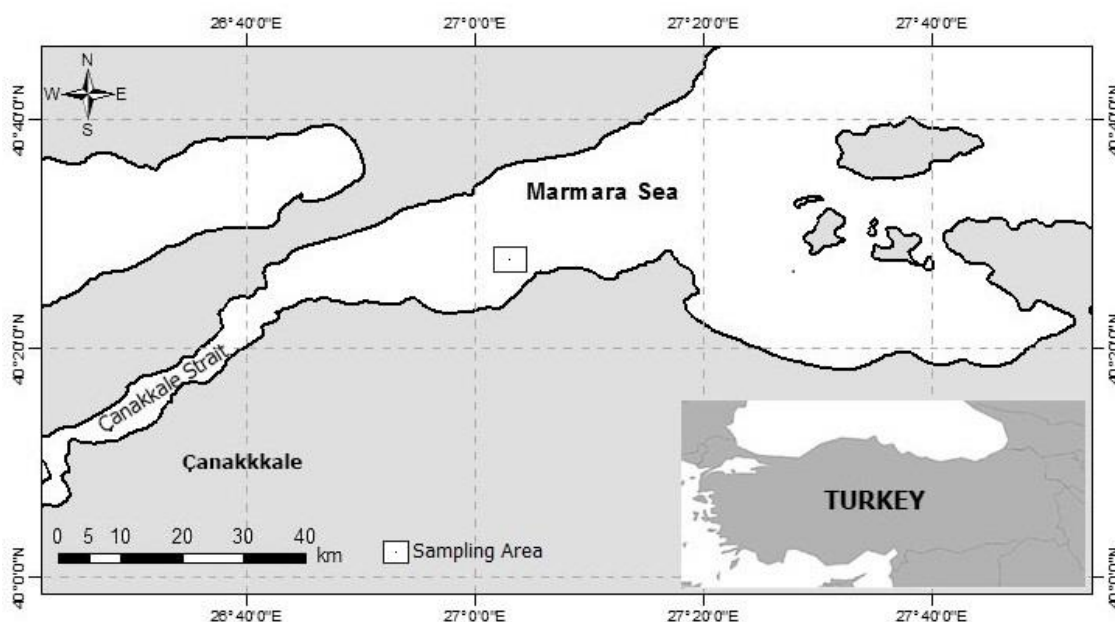 26°40'0"E 27°0'0"E 27°20'0"E 27°40'0"E
N
W E
S
40°40'0"N 40°40'0"N
Marmara Sea
40°20'0"N 40°20'0"N
Çanakkale Strait
Çanakkkale
TURKEY
0 5 10 20 30 40
km
Sampling Area
40°0'0"N 40°0'0"N
26°40'0"E 27°0'0"E 27°20'0"E 27°40'0"E